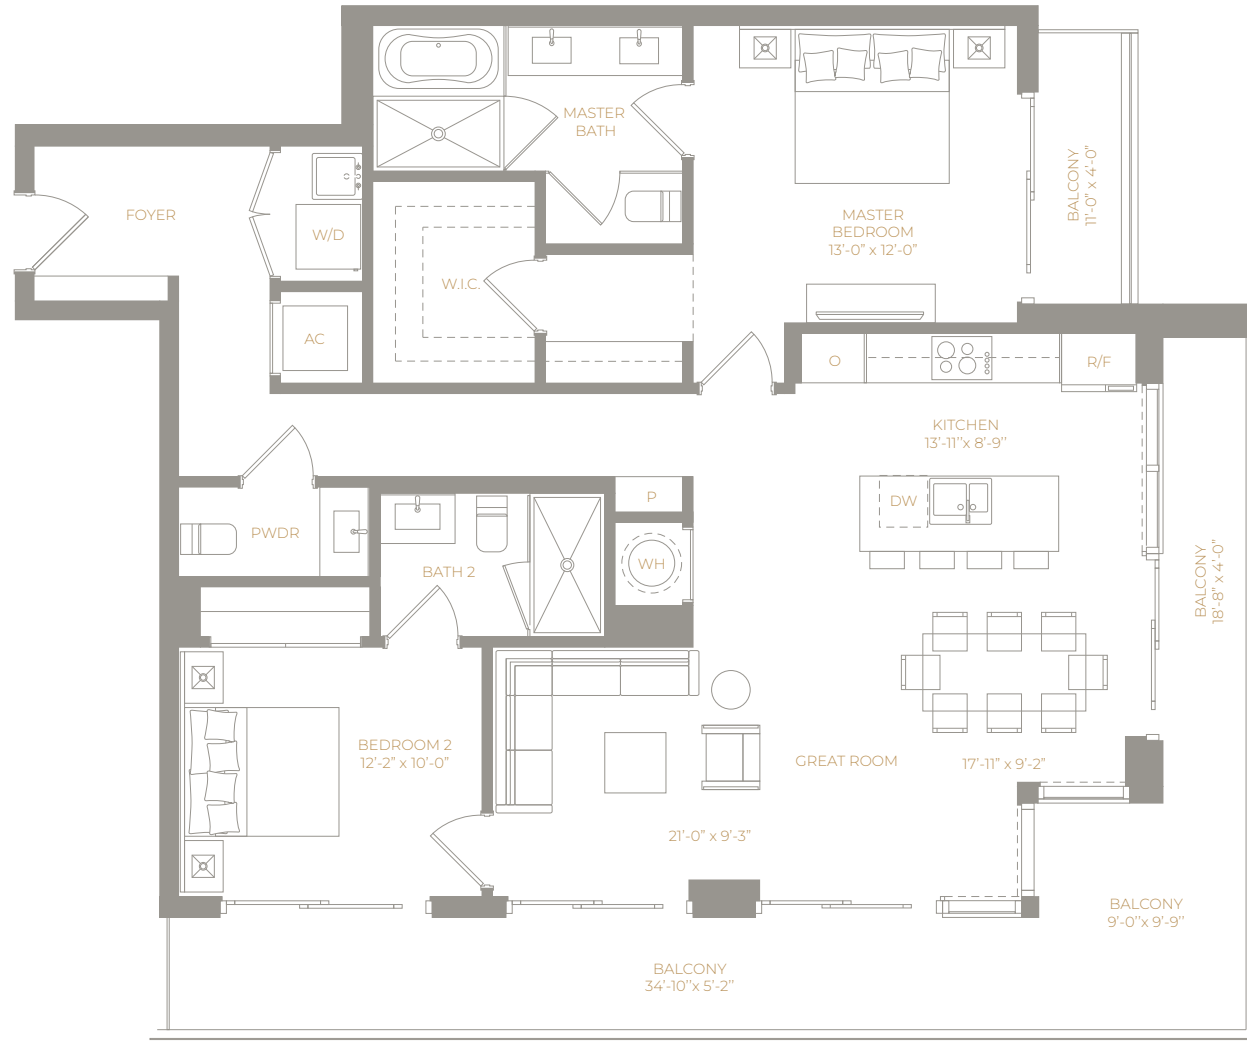 MASTER
BATH
FOYER
W/D
BALCONY
11'-0" x 4'-0"
MASTER
BEDROOM
13'-0" x 12'-0"
W.I.C.
AC
O
R/F
KITCHEN
13'-11''x 8'-9''
P
DW
PWDR
BATH 2
WH
BALCONY
18'-8" x 4'-0"
BEDROOM 2
12'-2" x 10'-0"
GREAT ROOM
17'-11" x 9'-2"
21'-0" x 9'-3"
BALCONY
9'-0''x 9'-9''
BALCONY
34'-10''x 5'-2''